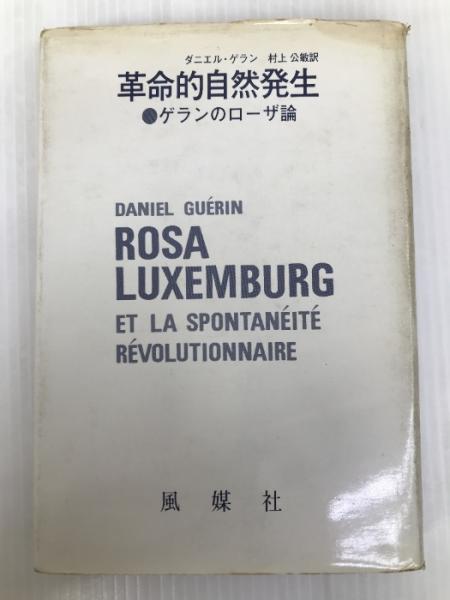 ダニエル・ゲラン 村上公敏訳
革命的自然発生
●ゲランのローザ論
DANIEL GUÉRIN
ROSA
LUXEMBURG
ET LA SPONTANÉITÉ
RÉVOLUTIONNAIRE
風媒社